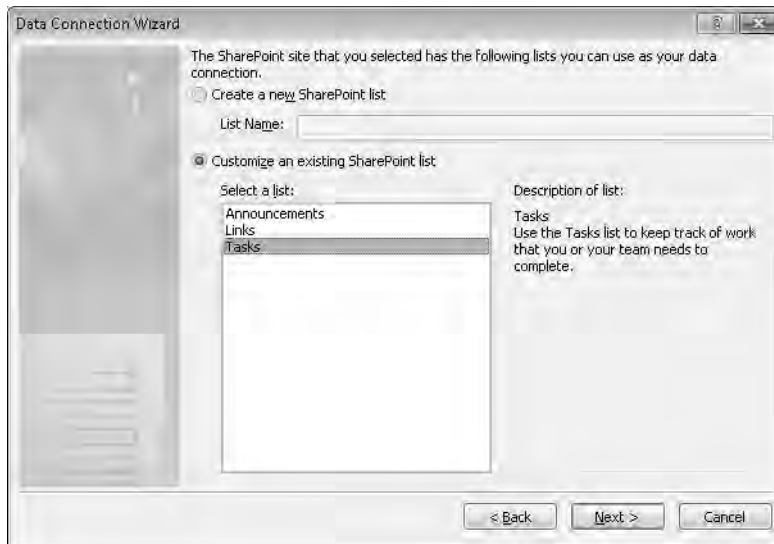 Data Connection Wizard
The SharePoint site that you selected has the following lists you can use as your data
connection.
Create a new SharePoint list
List Name:
Customize an existing SharePoint list
Select a list:
Announcements
Links
Tasks
Description of list:
Tasks
Use the Tasks list to keep track of work
that you or your team needs to
complete.
< Back Next > Cancel